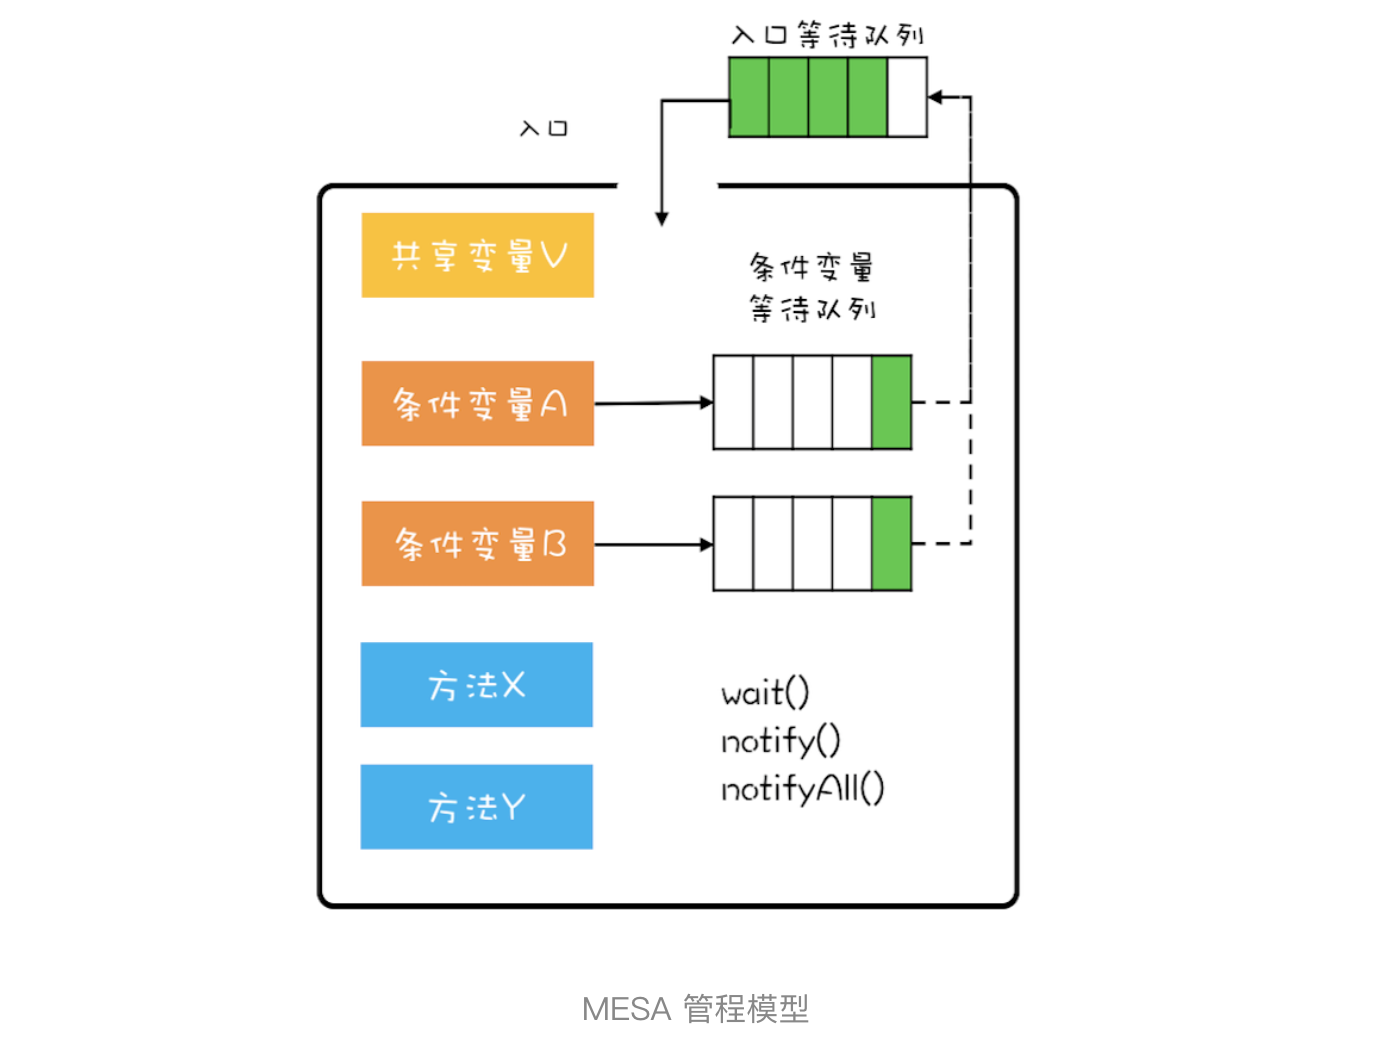 入口等待队列
入口
共享变量V
条件变量
等待队列
条件变量A
条件变量B
方法X
wait()
notify()
notifyAll()
方法Y
MESA 管程模型